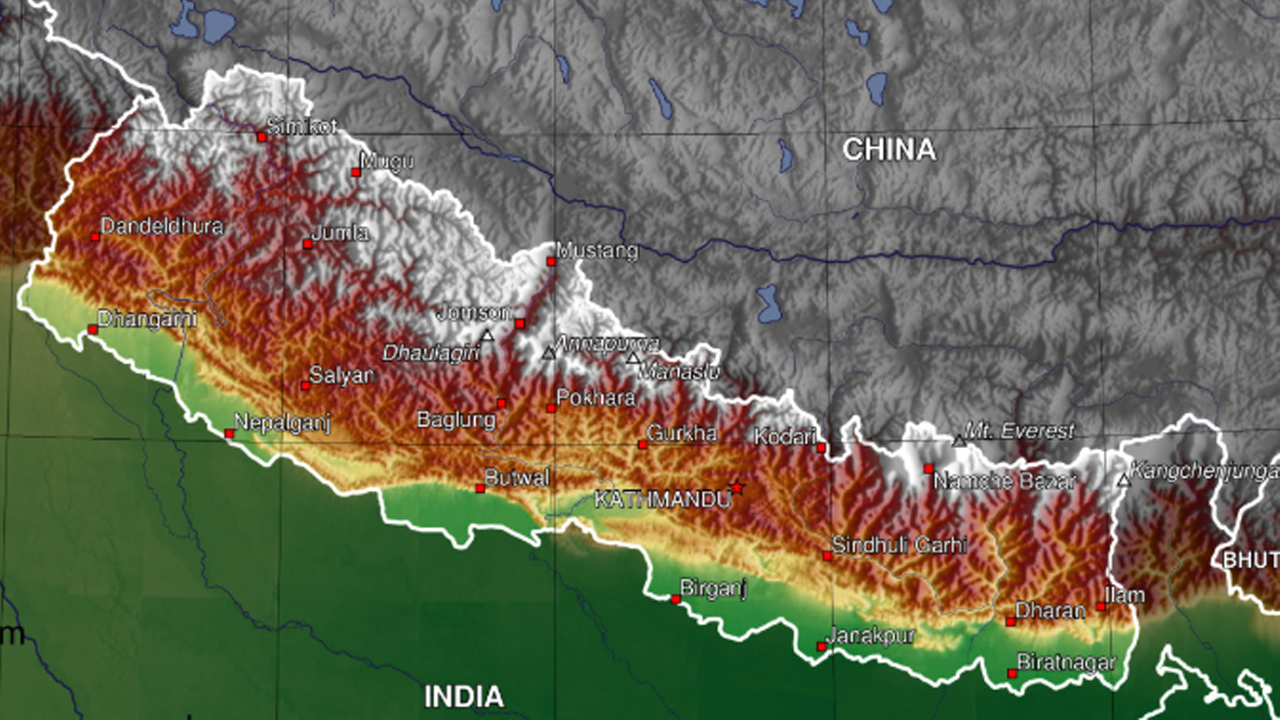 Simikot
CHINA
Mugu
Dandeldhura
Jumla
Mustang
Jomson
Dhangarhi
Annapurna
Dhaulagiri
Manaslu
Salyan
Pokhara
Baglung
Nepalganj
Gurkha
Kodari
Mt. Everest
Kangchenjunga
Namche Bazar
Butwal
KATHMANDU
Sindhuli Garhi
BHUT
Birganj
Ilam
Dharan
m
Janakpur
Biratnagar
INDIA